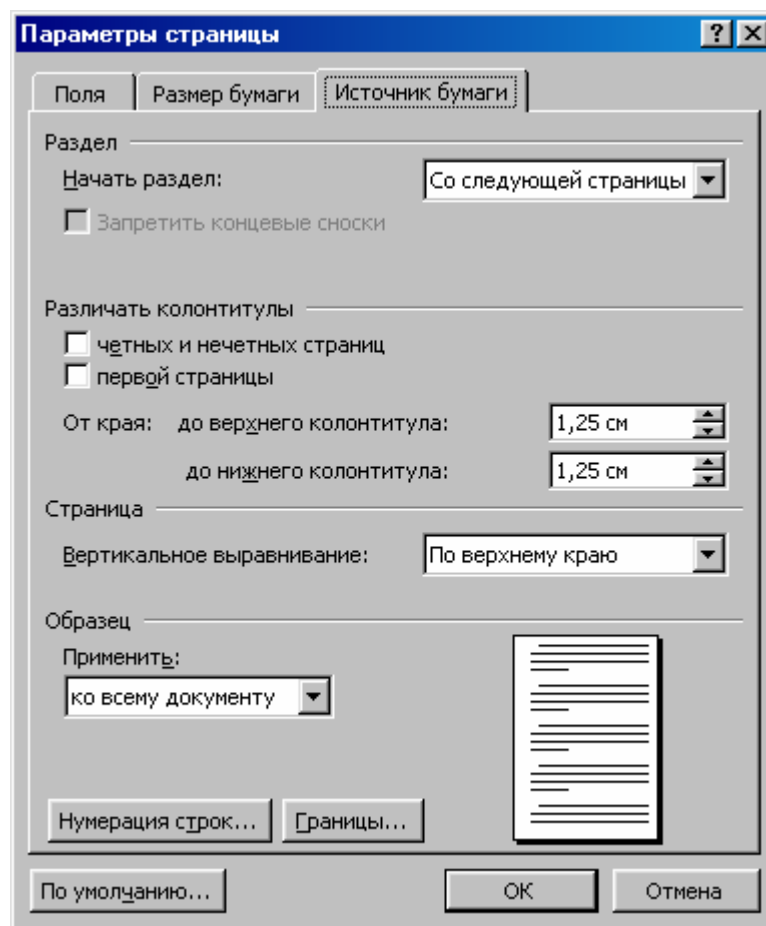 Параметры страницы
Поля Размер бумаги Источник бумаги
Раздел
Начать раздел: Со следующей страницы
Запретить концевые сноски
Различать колонтитулы
четных и нечетных страниц
первой страницы
От края: до верхнего колонтитула: 1,25 см
до нижнего колонтитула: 1,25 см
Страница
Вертикальное выравнивание: По верхнему краю
Образец
Применить:
ко всему документу
Нумерация строк... Границы...
По умолчанию... ОК Отмена